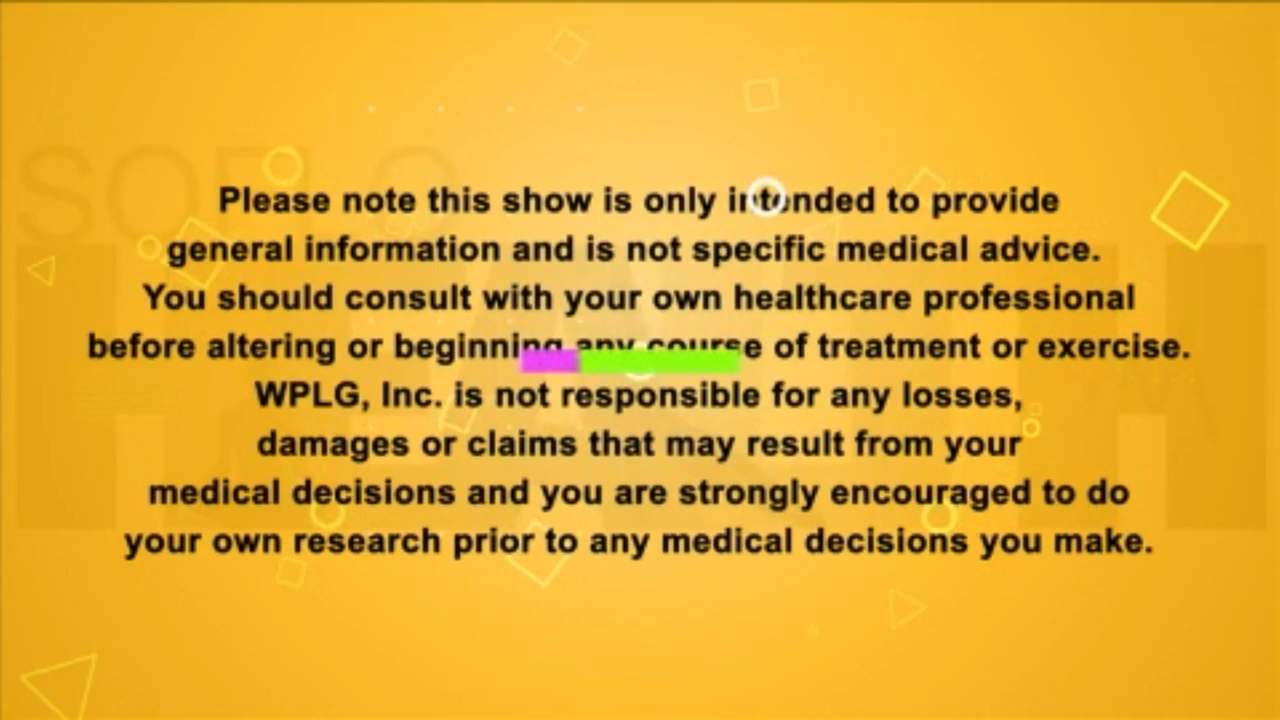 SOFLO
HEALTH
Please note this show is only intended to provide
general information and is not specific medical advice.
You should consult with your own healthcare professional
before altering or beginning any course of treatment or exercise.
WPLG, Inc. is not responsible for any losses,
damages or claims that may result from your
medical decisions and you are strongly encouraged to do
your own research prior to any medical decisions you make.